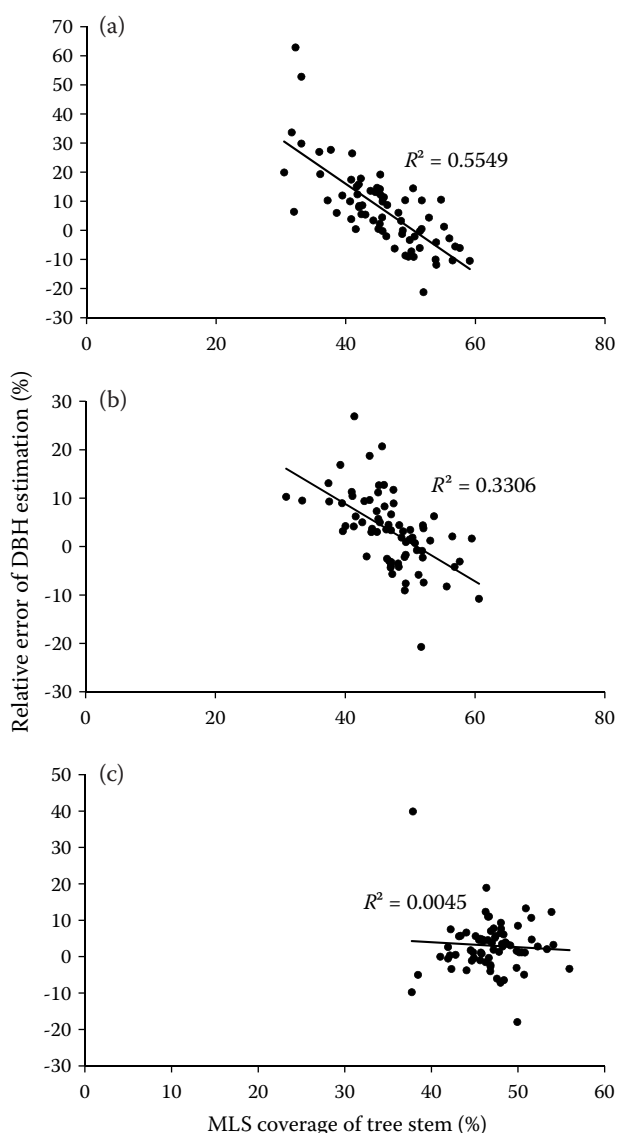 (a)
70
60
50
40
30
20
10
0
-10
-20
-30
R² = 0.5549
0 20 40 60 80
(b)
30
20
10
0
-10
-20
-30
R² = 0.3306
0 20 40 60 80
Relative error of DBH estimation (%)
(c)
50
40
30
20
10
0
-10
-20
-30
R² = 0.0045
0 10 20 30 40 50 60
MLS coverage of tree stem (%)